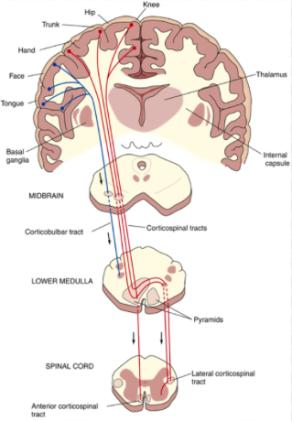 Hip
Knee
Trunk
Hand
Face
Thalamus
Tongue
Basal
ganglia
Internal
capsule
MIDBRAIN
Corticobulbar tract
Corticospinal tracts
LOWER MEDULLA
Pyramids
SPINAL CORD
Lateral corticospinal
tract
Anterior corticospinal
tract